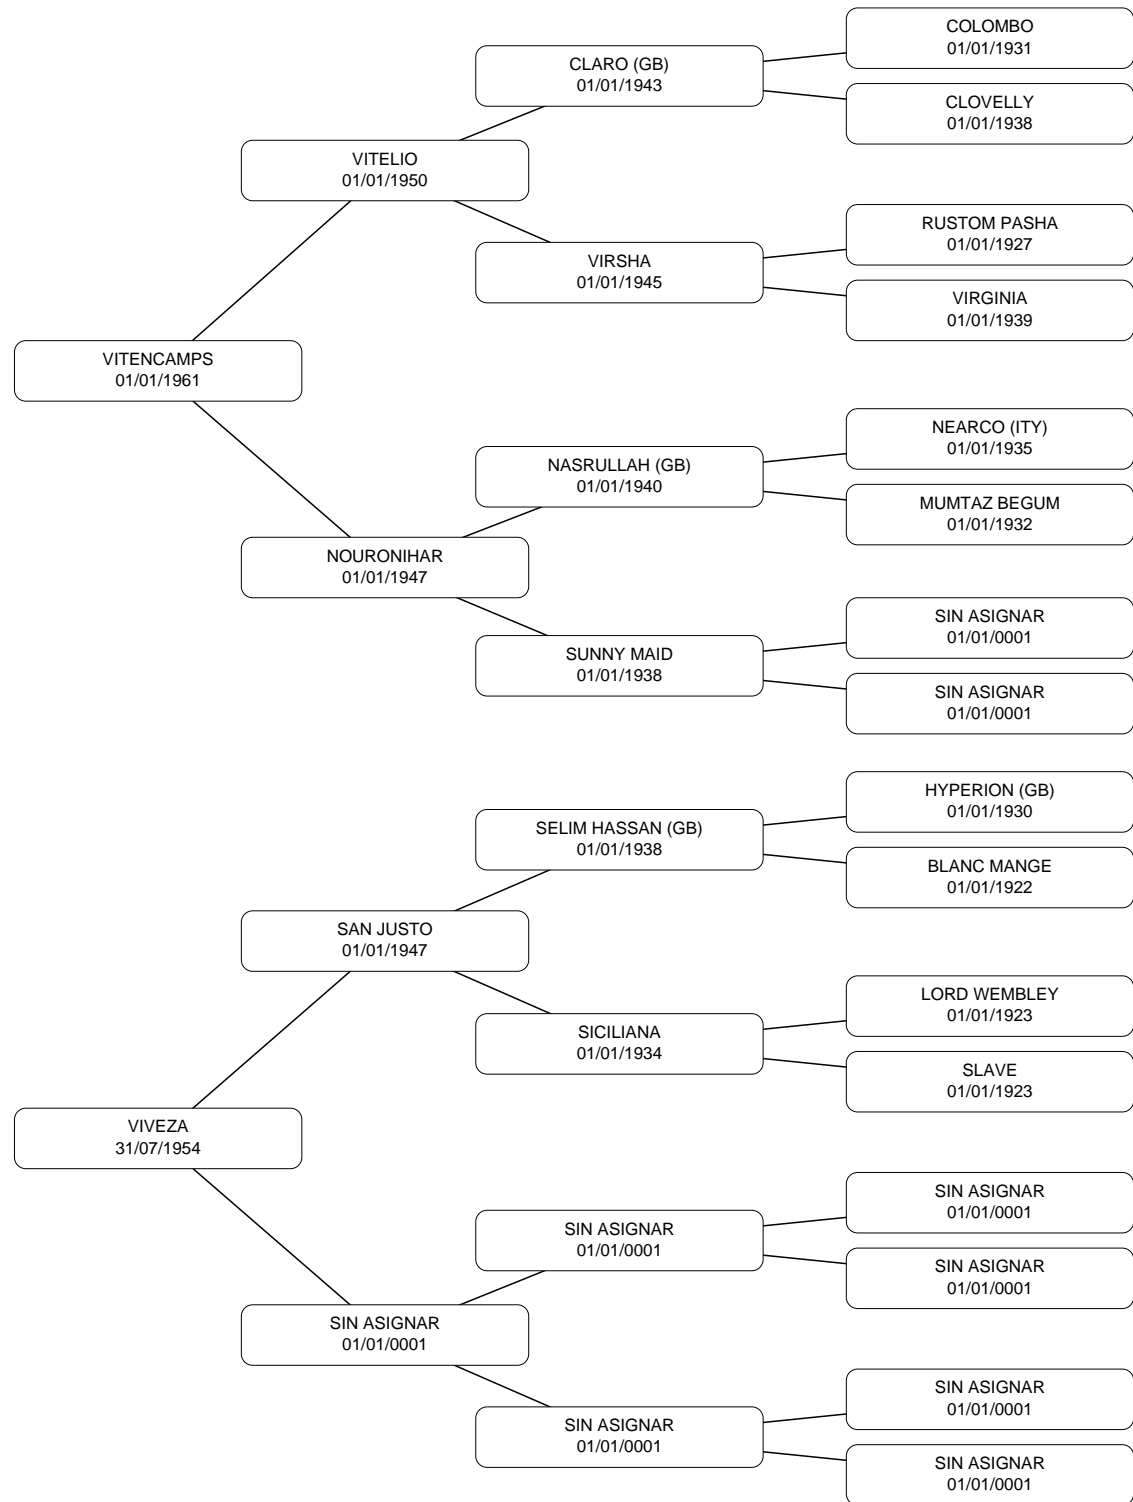 COLOMBO
01/01/1931
CLARO (GB)
01/01/1943
CLOVELLY
01/01/1938
VITELIO
01/01/1950
RUSTOM PASHA
01/01/1927
VIRSHA
01/01/1945
VIRGINIA
01/01/1939
VITENCAMPS
01/01/1961
NEARCO (ITY)
01/01/1935
NASRULLAH (GB)
01/01/1940
MUMTAZ BEGUM
01/01/1932
NOURONIHAR
01/01/1947
SIN ASIGNAR
01/01/0001
SUNNY MAID
01/01/1938
SIN ASIGNAR
01/01/0001
HYPERION (GB)
01/01/1930
SELIM HASSAN (GB)
01/01/1938
BLANC MANGE
01/01/1922
SAN JUSTO
01/01/1947
LORD WEMBLEY
01/01/1923
SICILIANA
01/01/1934
SLAVE
01/01/1923
VIVEZA
31/07/1954
SIN ASIGNAR
01/01/0001
SIN ASIGNAR
01/01/0001
SIN ASIGNAR
01/01/0001
SIN ASIGNAR
01/01/0001
SIN ASIGNAR
01/01/0001
SIN ASIGNAR
01/01/0001
SIN ASIGNAR
01/01/0001